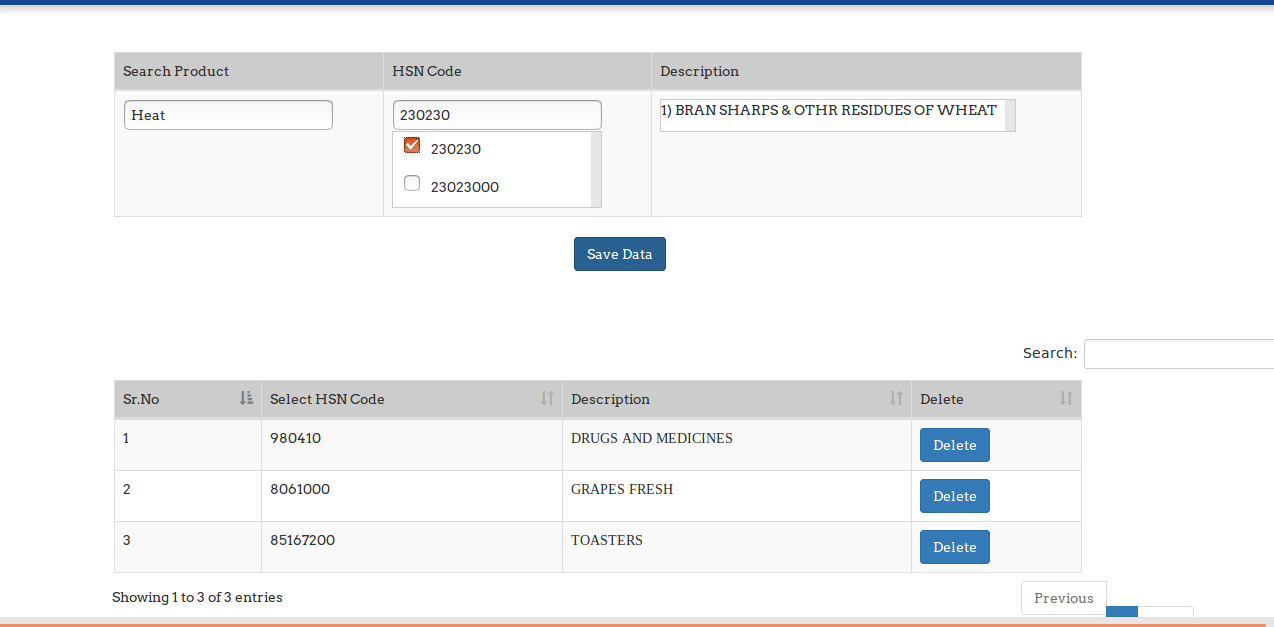 Search Product HSN Code Description
Heat 230230 1) BRAN SHARPS & OTHR RESIDUES OF WHEAT
230230
23023000
Save Data
Search:
Sr.No Select HSN Code Description Delete
1 980410 DRUGS AND MEDICINES Delete
2 8061000 GRAPES FRESH Delete
3 85167200 TOASTERS Delete
Showing 1 to 3 of 3 entries Previous